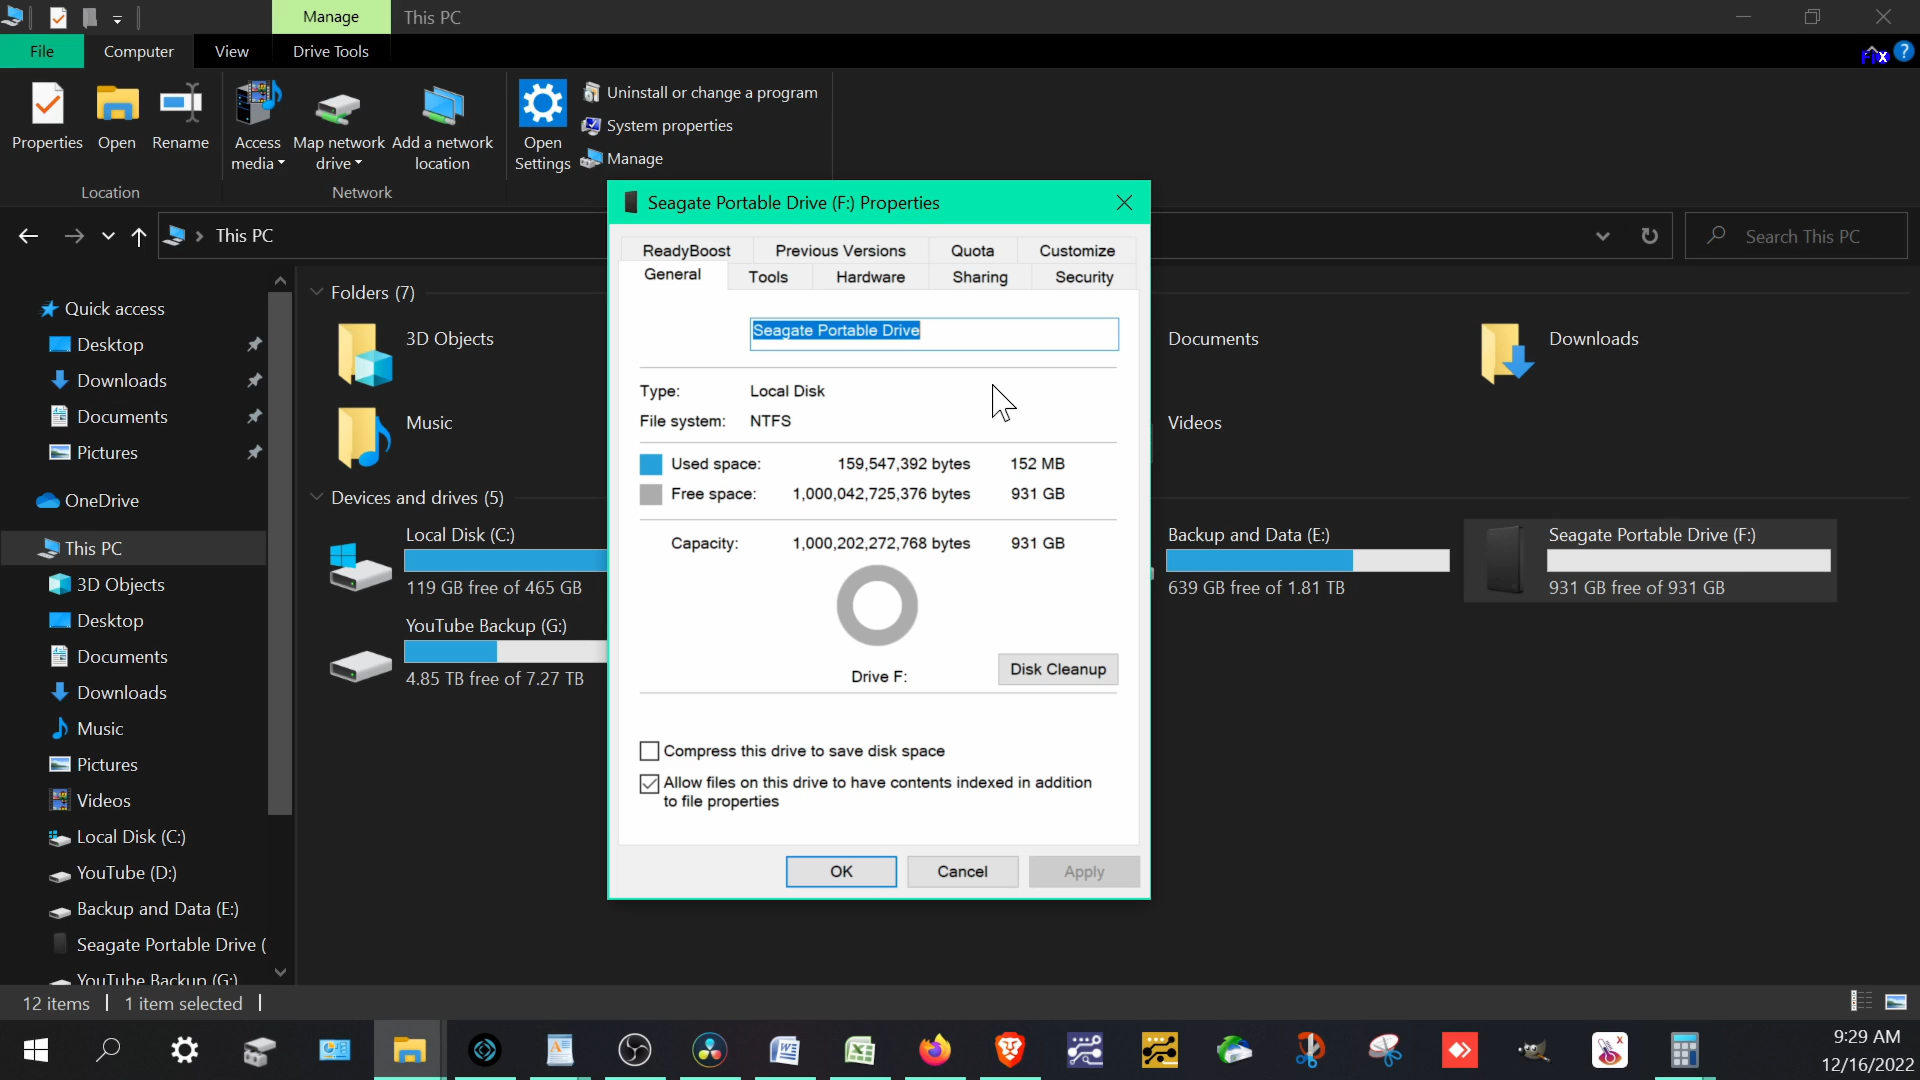 Manage
This PC
File
Computer
View
Drive Tools
Properties
Open
Rename
Access
media
Map network
drive
Add a network
location
Open
Settings
Uninstall or change a program
System properties
Manage
Location
Network
This PC
Search This PC
Quick access
Desktop
Downloads
Documents
Pictures
OneDrive
This PC
3D Objects
Desktop
Documents
Downloads
Music
Pictures
Videos
Local Disk (C:)
YouTube (D:)
Backup and Data (E:)
Seagate Portable Drive (
YouTube Backup (G:)
Folders (7)
3D Objects
Documents
Downloads
Music
Videos
Devices and drives (5)
Local Disk (C:)
119 GB free of 465 GB
Backup and Data (E:)
639 GB free of 1.81 TB
Seagate Portable Drive (F:)
931 GB free of 931 GB
YouTube Backup (G:)
4.85 TB free of 7.27 TB
Seagate Portable Drive (F:) Properties
ReadyBoost
Previous Versions
Quota
Customize
General
Tools
Hardware
Sharing
Security
Seagate Portable Drive
Type: Local Disk
File system: NTFS
Used space: 159,547,392 bytes 152 MB
Free space: 1,000,042,725,376 bytes 931 GB
Capacity: 1,000,202,272,768 bytes 931 GB
Drive F:
Disk Cleanup
Compress this drive to save disk space
Allow files on this drive to have contents indexed in addition
to file properties
OK
Cancel
Apply
12 items
1 item selected
9:29 AM
12/16/2022